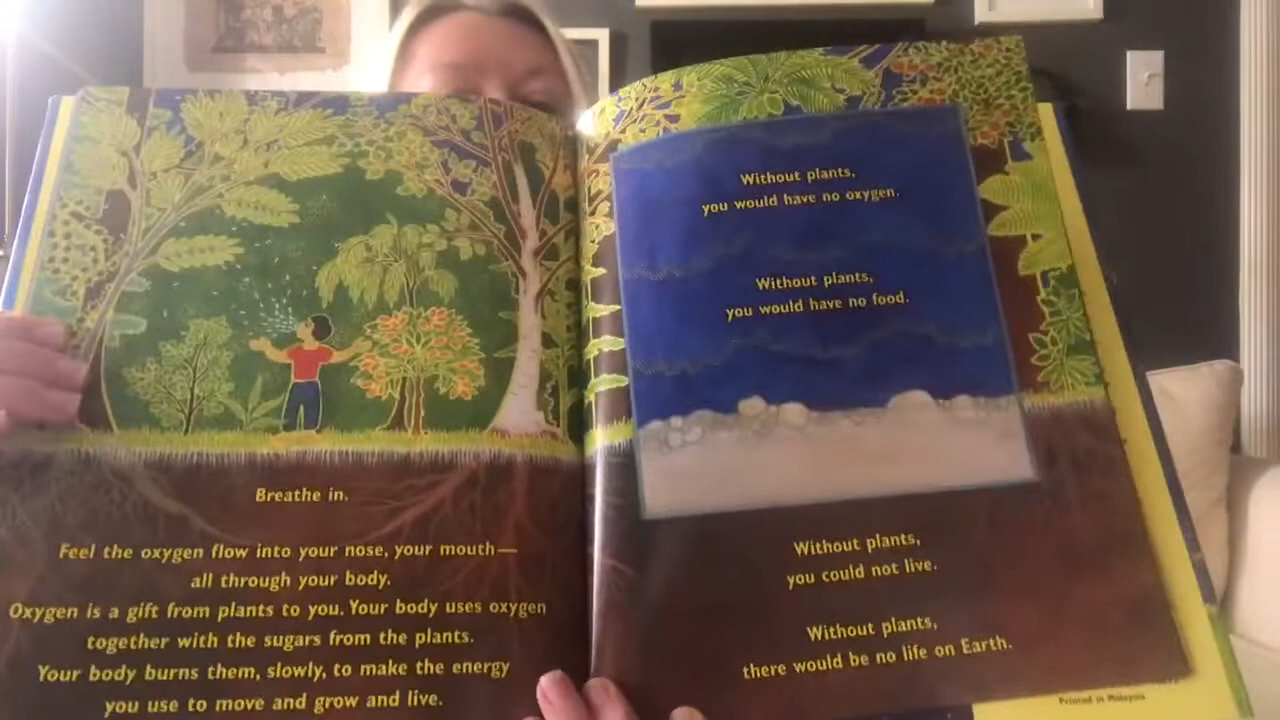 Breathe in.
Feel the oxygen flow into your nose, your mouth—
all through your body.
Oxygen is a gift from plants to you. Your body uses oxygen
together with the sugars from the plants.
Your body burns them, slowly, to make the energy
you use to move and grow and live.
Without plants,
you would have no oxygen.
Without plants,
you would have no food.
Without plants,
you could not live.
Without plants,
there would be no life on Earth.
Printed in Malaysia